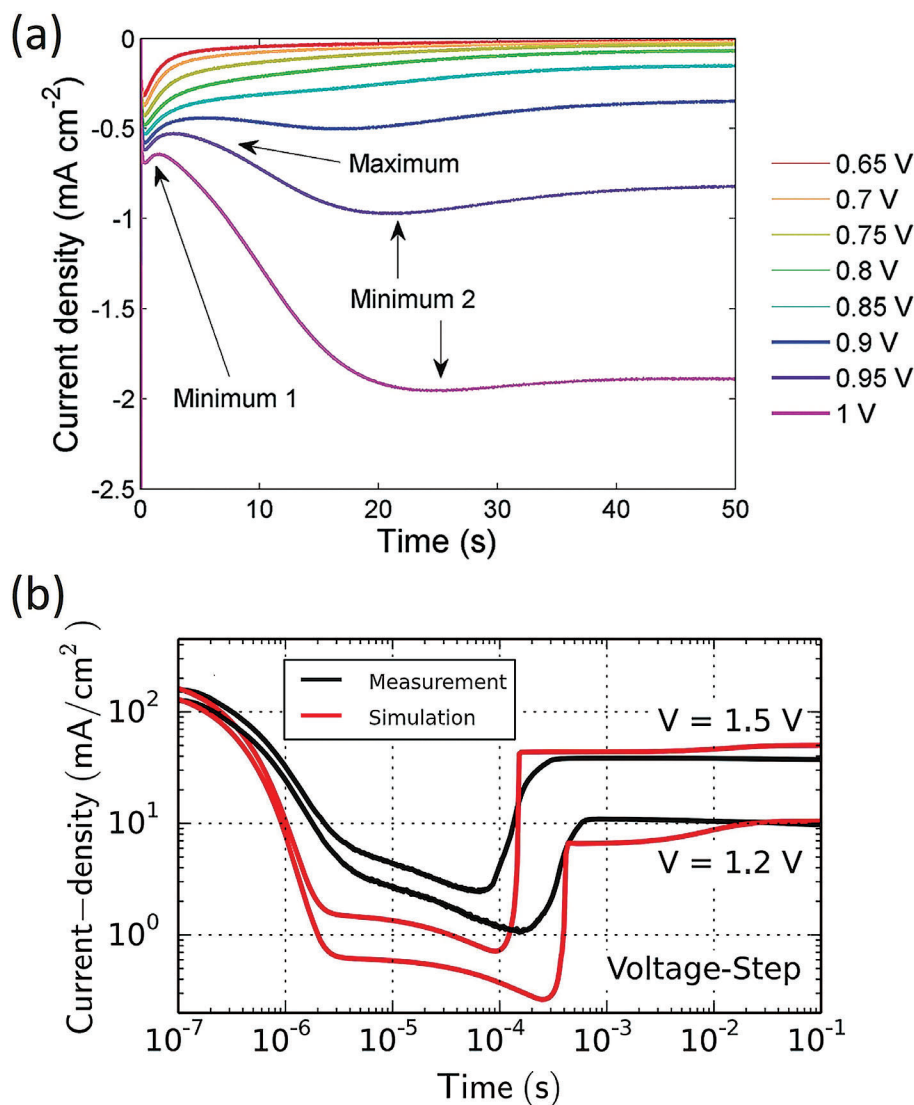 (a)
Current density (mA cm-2)
0
-0.5
-1
-1.5
-2
-2.5
Maximum
Minimum 2
Minimum 1
0 10 20 30 40 50
Time (s)
0.65 V
0.7 V
0.75 V
0.8 V
0.85 V
0.9 V
0.95 V
1 V
(b)
Current—density (mA/cm²)
10²
10¹
10⁰
Measurement
Simulation
V = 1.5 V
V = 1.2 V
Voltage-Step
10⁻⁷ 10⁻⁶ 10⁻⁵ 10⁻⁴ 10⁻³ 10⁻² 10⁻¹
Time (s)